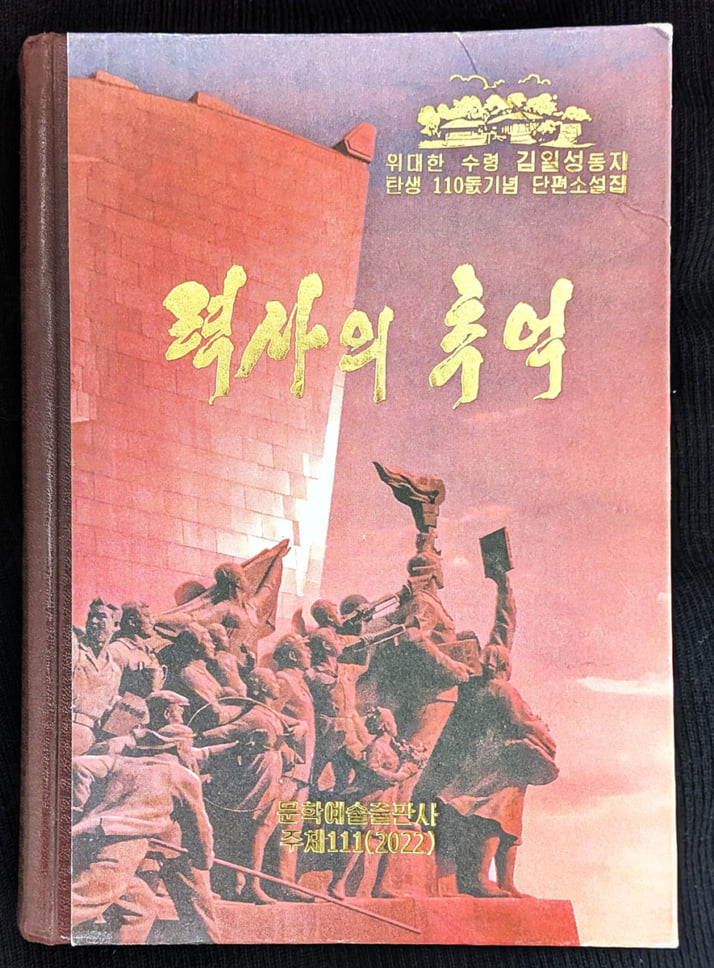 위대한 수령 김일성동지
탄생 110돐기념 단편소설집
력사의 추억
문학예술출판사
주체111(2022)